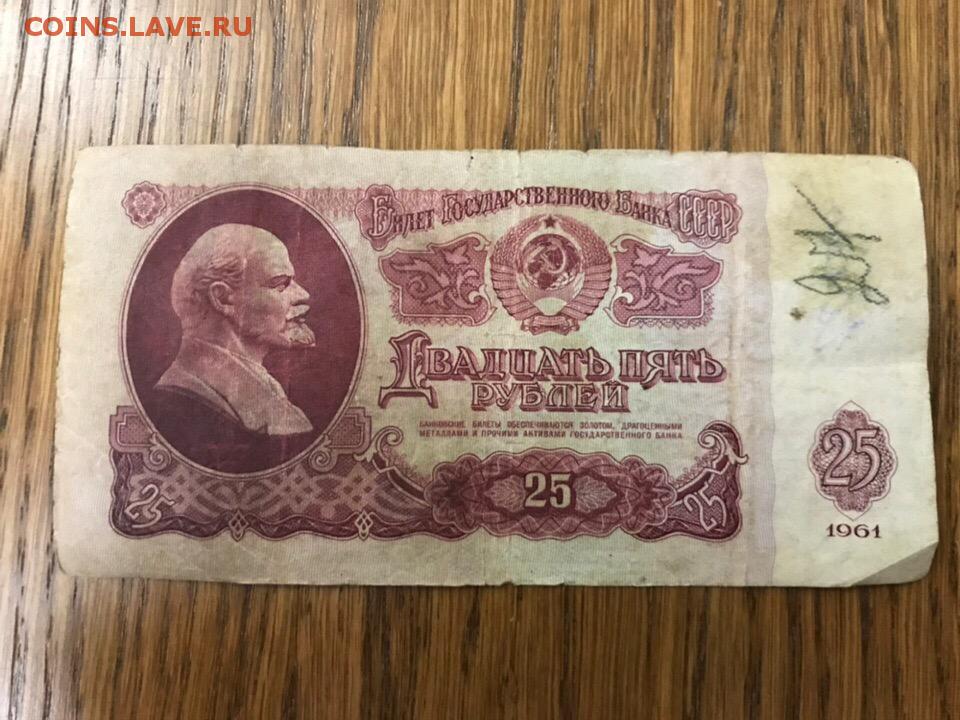 COINS.LAVE.RU
Билет Государственного Банка СССР
Двадцать пять
рублей
БАНКОВСКИЕ БИЛЕТЫ ОБЕСПЕЧИВАЮТСЯ ЗОЛОТОМ, ДРАГОЦЕННЫМИ
МЕТАЛЛАМИ И ПРОЧИМИ АКТИВАМИ ГОСУДАРСТВЕННОГО БАНКА
25
25
25
25
1961